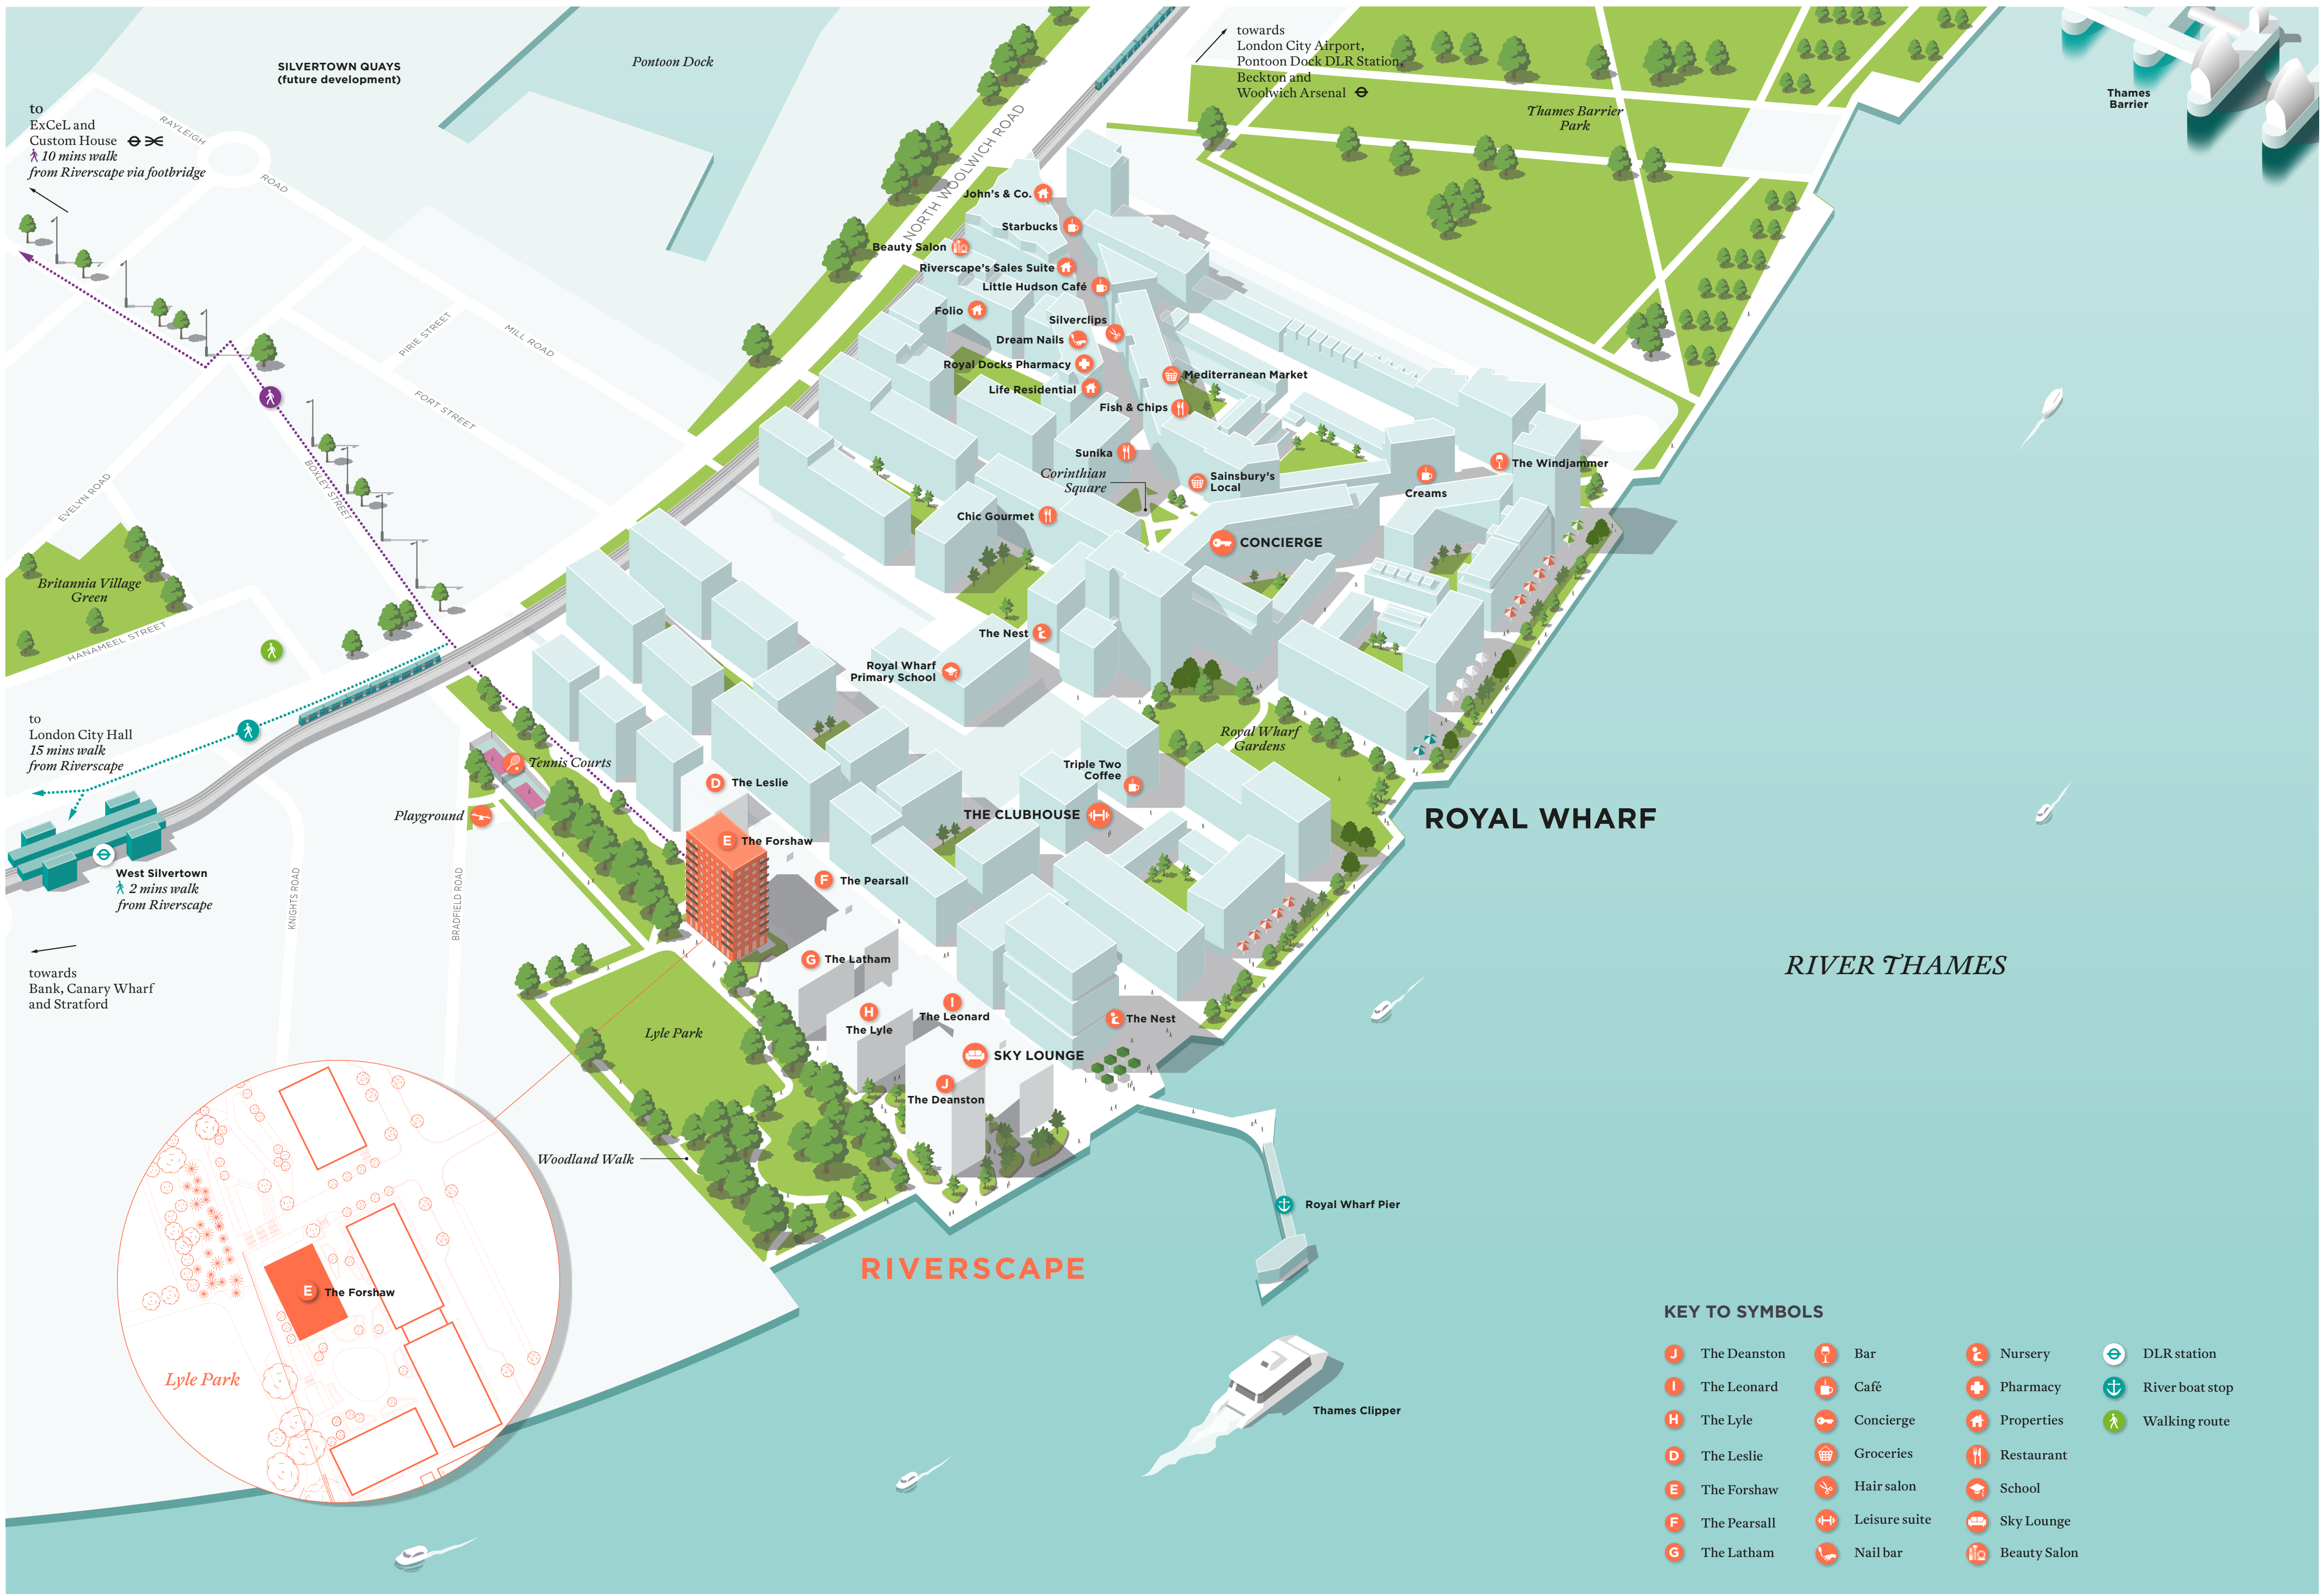 SILVERTOWN QUAYS
(future development)
Pontoon Dock
towards
London City Airport,
Pontoon Dock DLR Station,
Beckton and
Woolwich Arsenal
Thames Barrier
Park
Thames
Barrier
to
ExCeL and
Custom House
10 mins walk
from Riverscape via footbridge
RAYLEIGH
ROAD
NORTH WOOLWICH ROAD
PIRIE STREET
MILL ROAD
FORT STREET
EVELYN ROAD
BOXLEY STREET
Britannia Village
Green
HANAMEEL STREET
John's & Co.
Starbucks
Beauty Salon
Riverscape's Sales Suite
Little Hudson Café
Folio
Silverclips
Dream Nails
Royal Docks Pharmacy
Mediterranean Market
Life Residential
Fish & Chips
Sunika
Corinthian
Square
Sainsbury's
Local
The Windjammer
Creams
Chic Gourmet
CONCIERGE
The Nest
Royal Wharf
Primary School
Royal Wharf
Gardens
to
London City Hall
15 mins walk
from Riverscape
Tennis Courts
Playground
D
The Leslie
Triple Two
Coffee
THE CLUBHOUSE
ROYAL WHARF
E
The Forshaw
West Silvertown
2 mins walk
from Riverscape
KNIGHTS ROAD
BRADFIELD ROAD
F
The Pearsall
towards
Bank, Canary Wharf
and Stratford
G
The Latham
RIVER THAMES
I
The Leonard
H
The Lyle
The Nest
Lyle Park
SKY LOUNGE
J
The Deanston
Woodland Walk
Royal Wharf Pier
RIVERSCAPE
E
The Forshaw
Lyle Park
Thames Clipper
KEY TO SYMBOLS
J The Deanston
I The Leonard
H The Lyle
D The Leslie
E The Forshaw
F The Pearsall
G The Latham
Bar
Café
Concierge
Groceries
Hair salon
Leisure suite
Nail bar
Nursery
Pharmacy
Properties
Restaurant
School
Sky Lounge
Beauty Salon
DLR station
River boat stop
Walking route